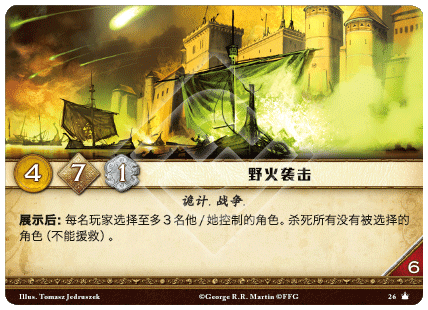 4 7 1 野火袭击
诡计. 战争.
展示后: 每名玩家选择至多3名他/她控制的角色。杀死所有没有被选择的
角色(不能援救)。
6
Illus. Tomasz Jedruszek ©George R.R. Martin ©FFG 26